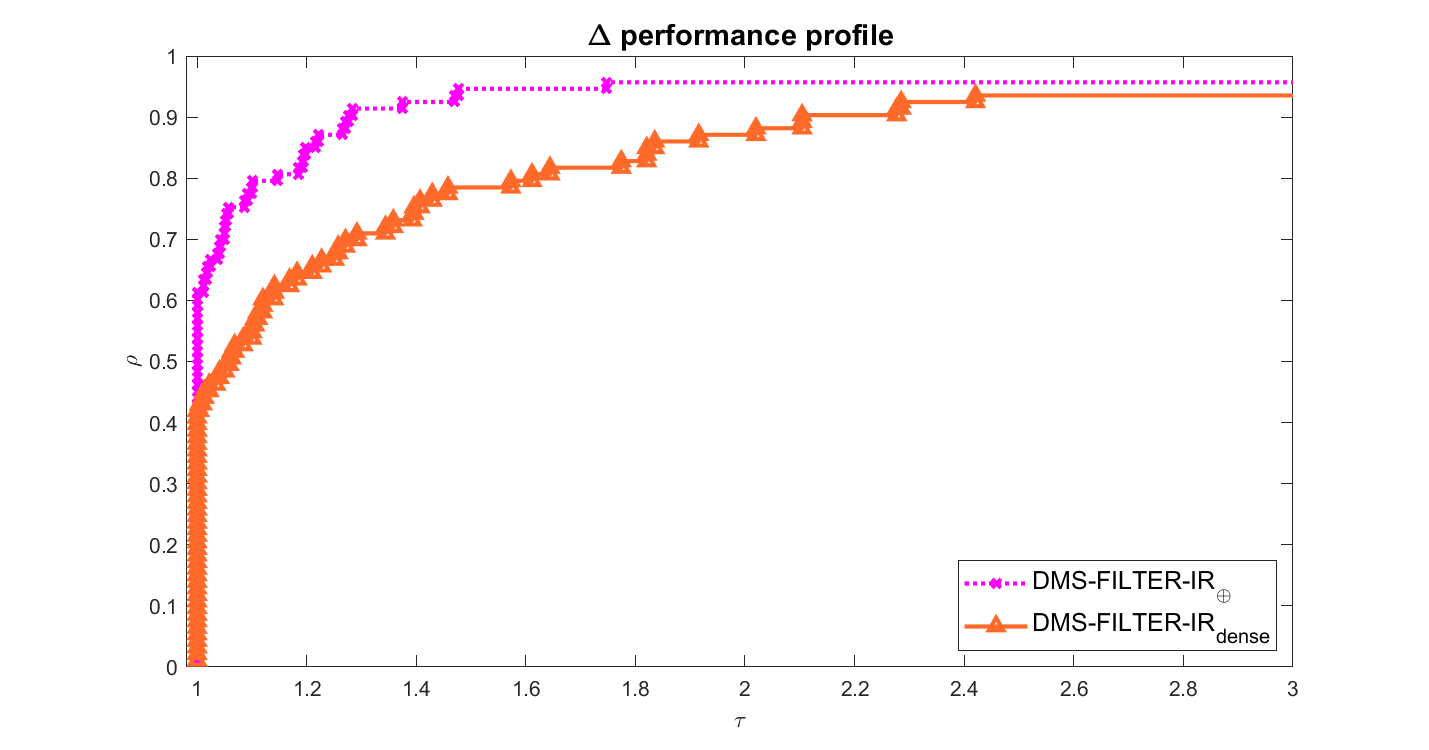 Δ performance profile
1
0.9
0.8
0.7
0.6
0.5
0.4
0.3
0.2
0.1
0
ρ
1 1.2 1.4 1.6 1.8 2 2.2 2.4 2.6 2.8 3
τ
DMS-FILTER-IR⊕
DMS-FILTER-IRdense